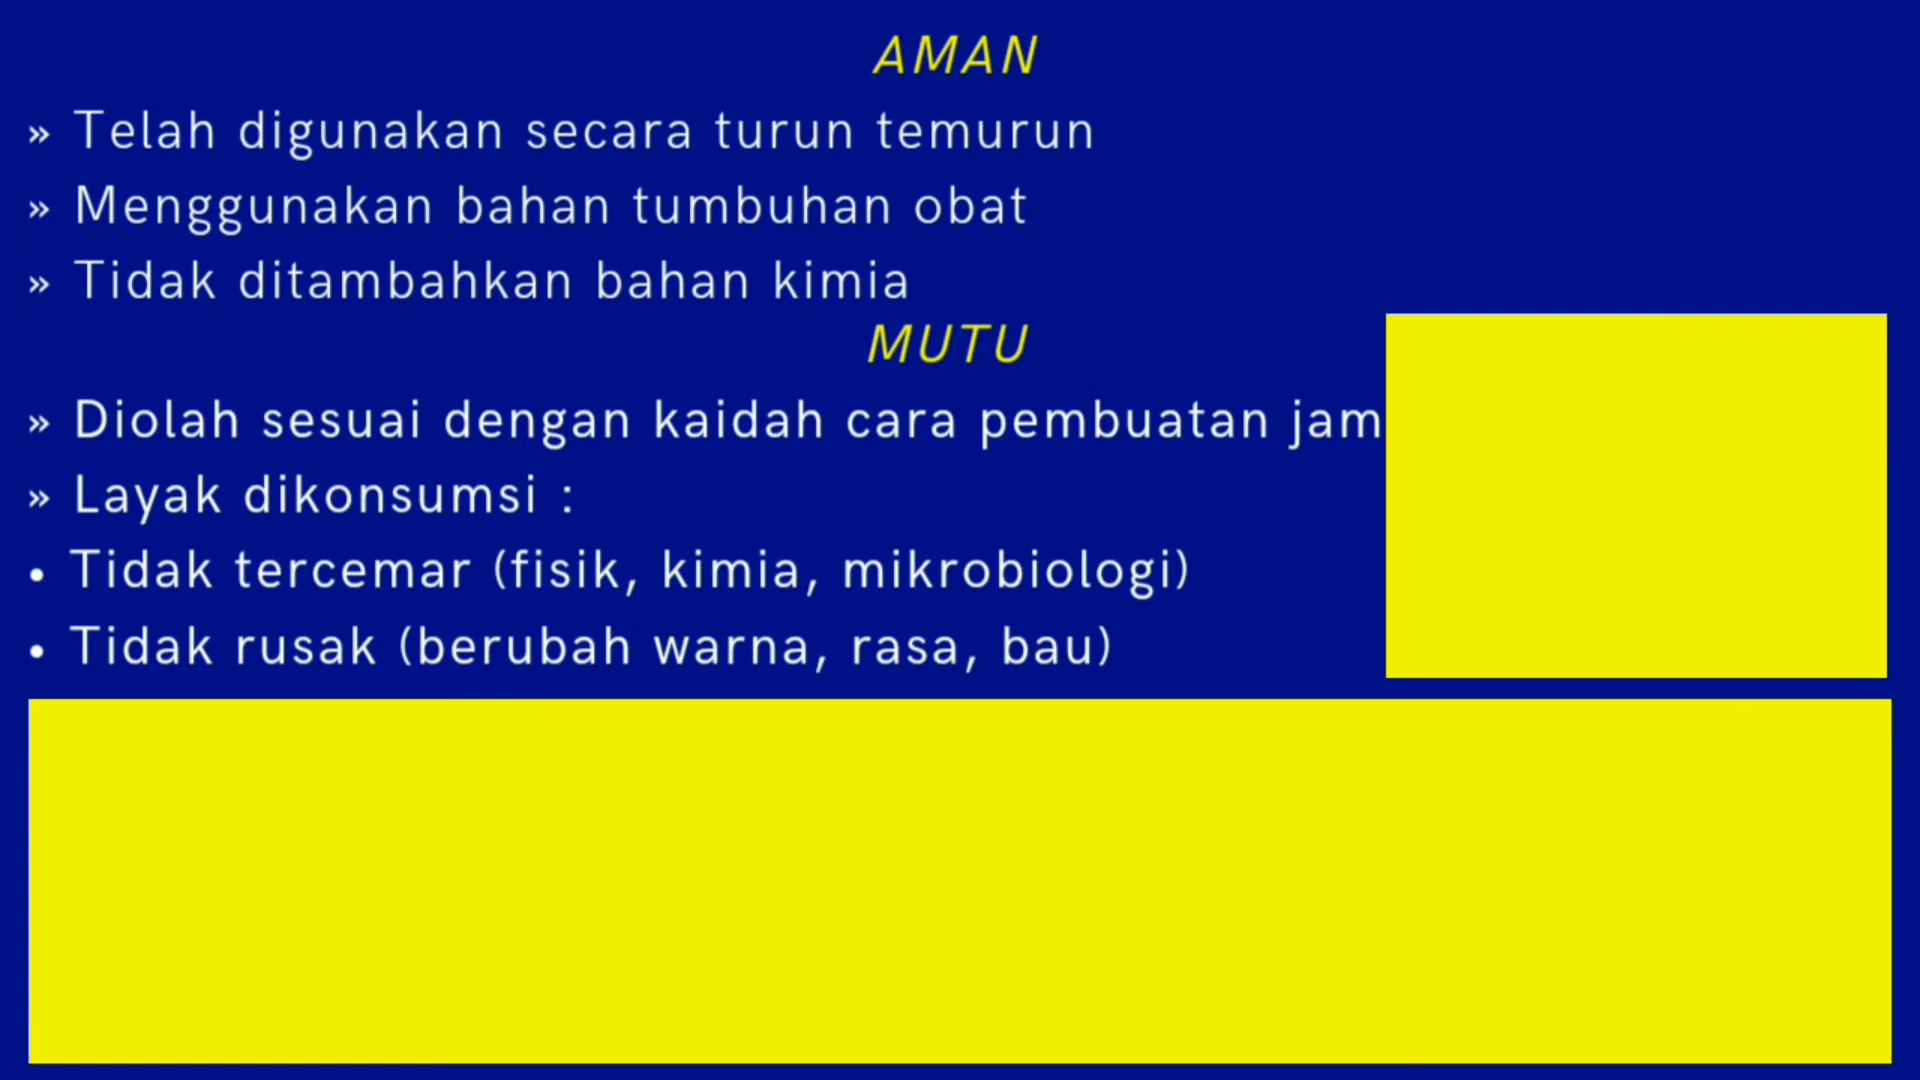 AMAN
» Telah digunakan secara turun temurun
» Menggunakan bahan tumbuhan obat
» Tidak ditambahkan bahan kimia
MUTU
» Diolah sesuai dengan kaidah cara pembuatan
» Layak dikonsumsi :
• Tidak tercemar (fisik, kimia, mikrobiologi)
• Tidak rusak (berubah warna, rasa, bau)